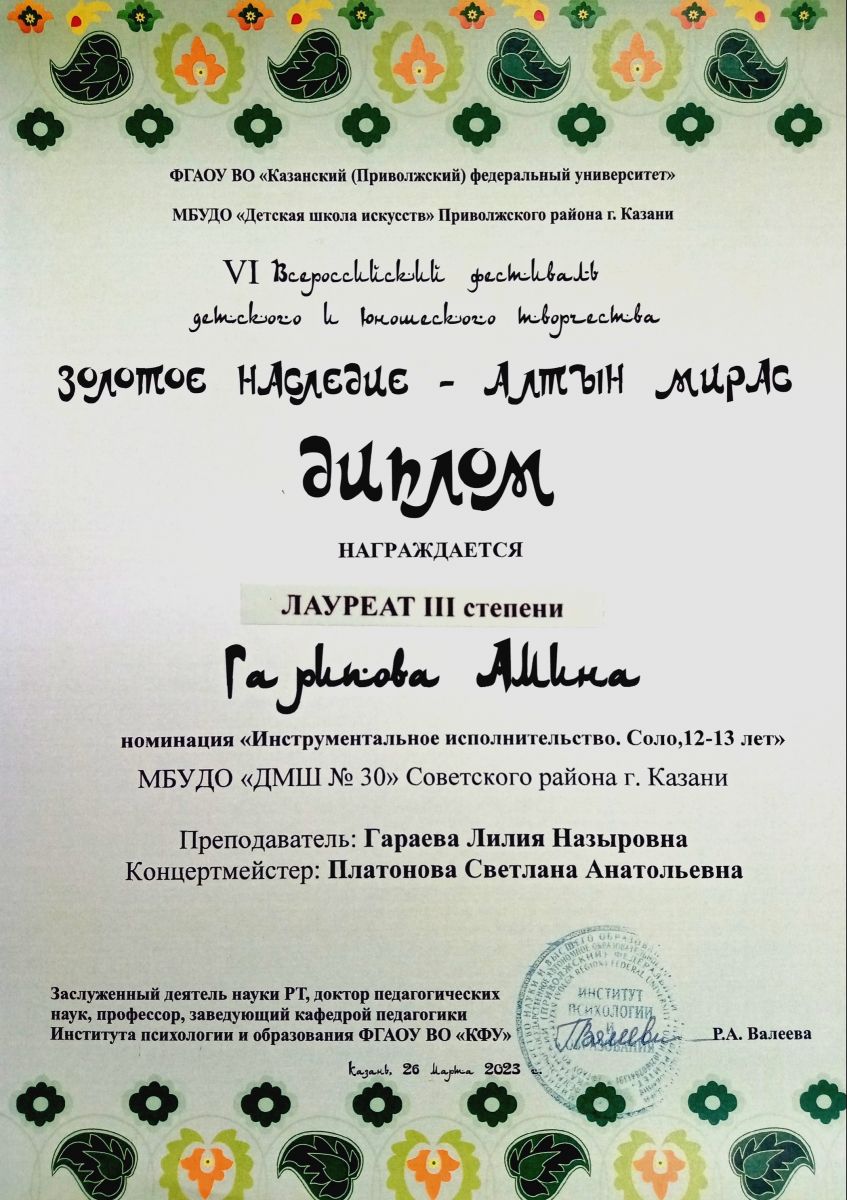 ФГАОУ ВО «Казанский (Приволжский) федеральный университет»
МБУДО «Детская школа искусств» Приволжского района г. Казани
VI Всероссийский фестиваль
детского и юношеского творчества
ЗОЛОТОЕ НАСЛЕДИЕ - АЛТЫН МИРАС
ДИПЛОМ
НАГРАЖДАЕТСЯ
ЛАУРЕАТ III степени
Гарипова Амина
номинация «Инструментальное исполнительство. Соло,12-13 лет»
МБУДО «ДМШ № 30» Советского района г. Казани
Преподаватель: Гараева Лилия Назыровна
Концертмейстер: Платонова Светлана Анатольевна
Заслуженный деятель науки РТ, доктор педагогических
наук, профессор, заведующий кафедрой педагогики
Института психологии и образования ФГАОУ ВО «КФУ»
Р.А. Валеева
ИНСТИТУТ
ПСИХОЛОГИИ
И
ОБРАЗОВАНИЯ
Казань, 26 марта 2023 г.